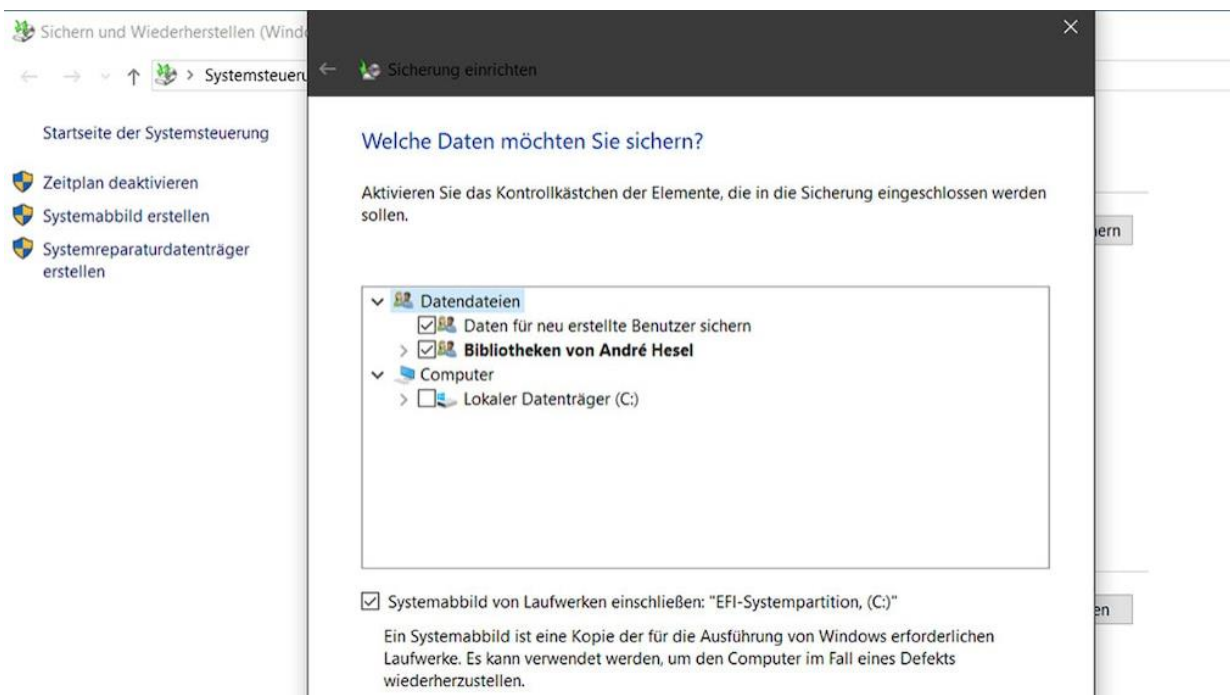 Sichern und Wiederherstellen (Wind
Systemsteueru
Startseite der Systemsteuerung
Zeitplan deaktivieren
Systemabbild erstellen
Systemreparaturdatenträger
erstellen
Sicherung einrichten
Welche Daten möchten Sie sichern?
Aktivieren Sie das Kontrollkästchen der Elemente, die in die Sicherung eingeschlossen werden
sollen.
Datendateien
Daten für neu erstellte Benutzer sichern
Bibliotheken von André Hesel
Computer
Lokaler Datenträger (C:)
Systemabbild von Laufwerken einschließen: "EFI-Systempartition, (C:)"
Ein Systemabbild ist eine Kopie der für die Ausführung von Windows erforderlichen
Laufwerke. Es kann verwendet werden, um den Computer im Fall eines Defekts
wiederherzustellen.
ern
en